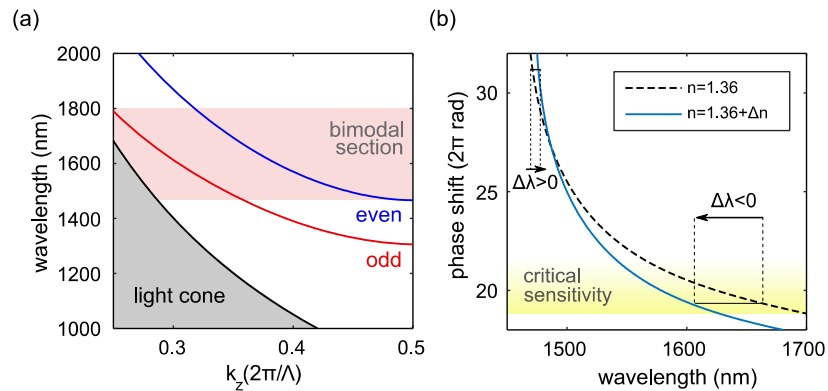 (a)
2000
1800
1600
1400
1200
1000
wavelength (nm)
bimodal
section
even
odd
light cone
0.3
0.4
0.5
k_z(2π/Λ)
(b)
30
25
20
phase shift (2π rad)
n=1.36
n=1.36+Δn
Δλ>0
Δλ<0
critical
sensitivity
1500
1600
1700
wavelength (nm)